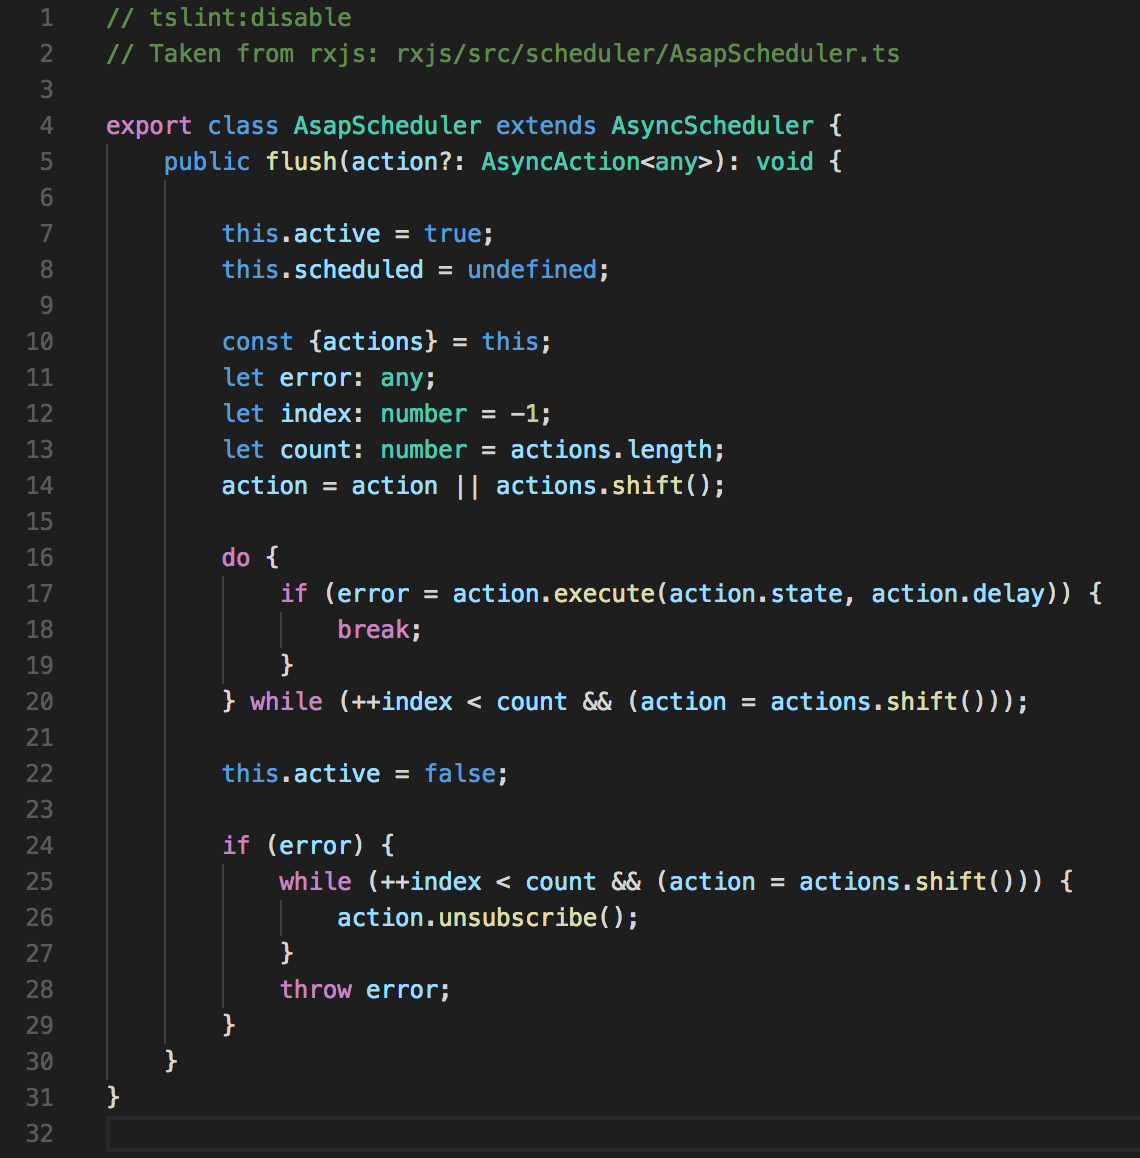 1 // tslint:disable
2 // Taken from rxjs: rxjs/src/scheduler/AsapScheduler.ts
3
4 export class AsapScheduler extends AsyncScheduler {
5     public flush(action?: AsyncAction<any>): void {
6
7         this.active = true;
8         this.scheduled = undefined;
9
10         const {actions} = this;
11         let error: any;
12         let index: number = -1;
13         let count: number = actions.length;
14         action = action || actions.shift();
15
16         do {
17             if (error = action.execute(action.state, action.delay)) {
18                 break;
19             }
20         } while (++index < count && (action = actions.shift()));
21
22         this.active = false;
23
24         if (error) {
25             while (++index < count && (action = actions.shift())) {
26                 action.unsubscribe();
27             }
28             throw error;
29         }
30     }
31 }
32